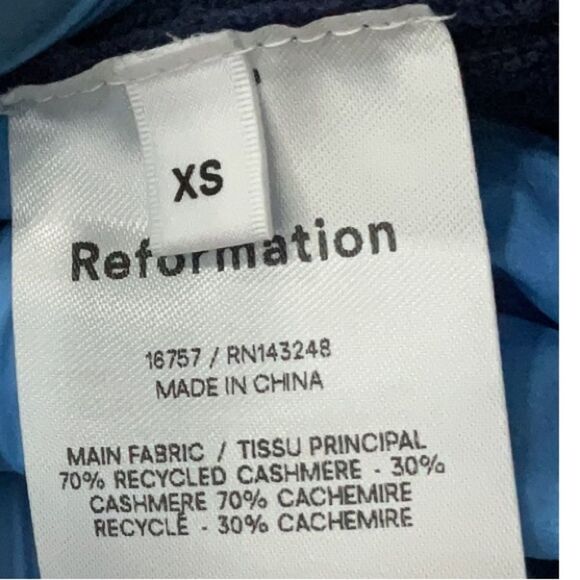 XS
Reformation
16757 / RN143248
MADE IN CHINA
MAIN FABRIC / TISSU PRINCIPAL
70% RECYCLED CASHMERE - 30%
CASHMERE 70% CACHEMIRE
RECYCLÉ - 30% CACHEMIRE